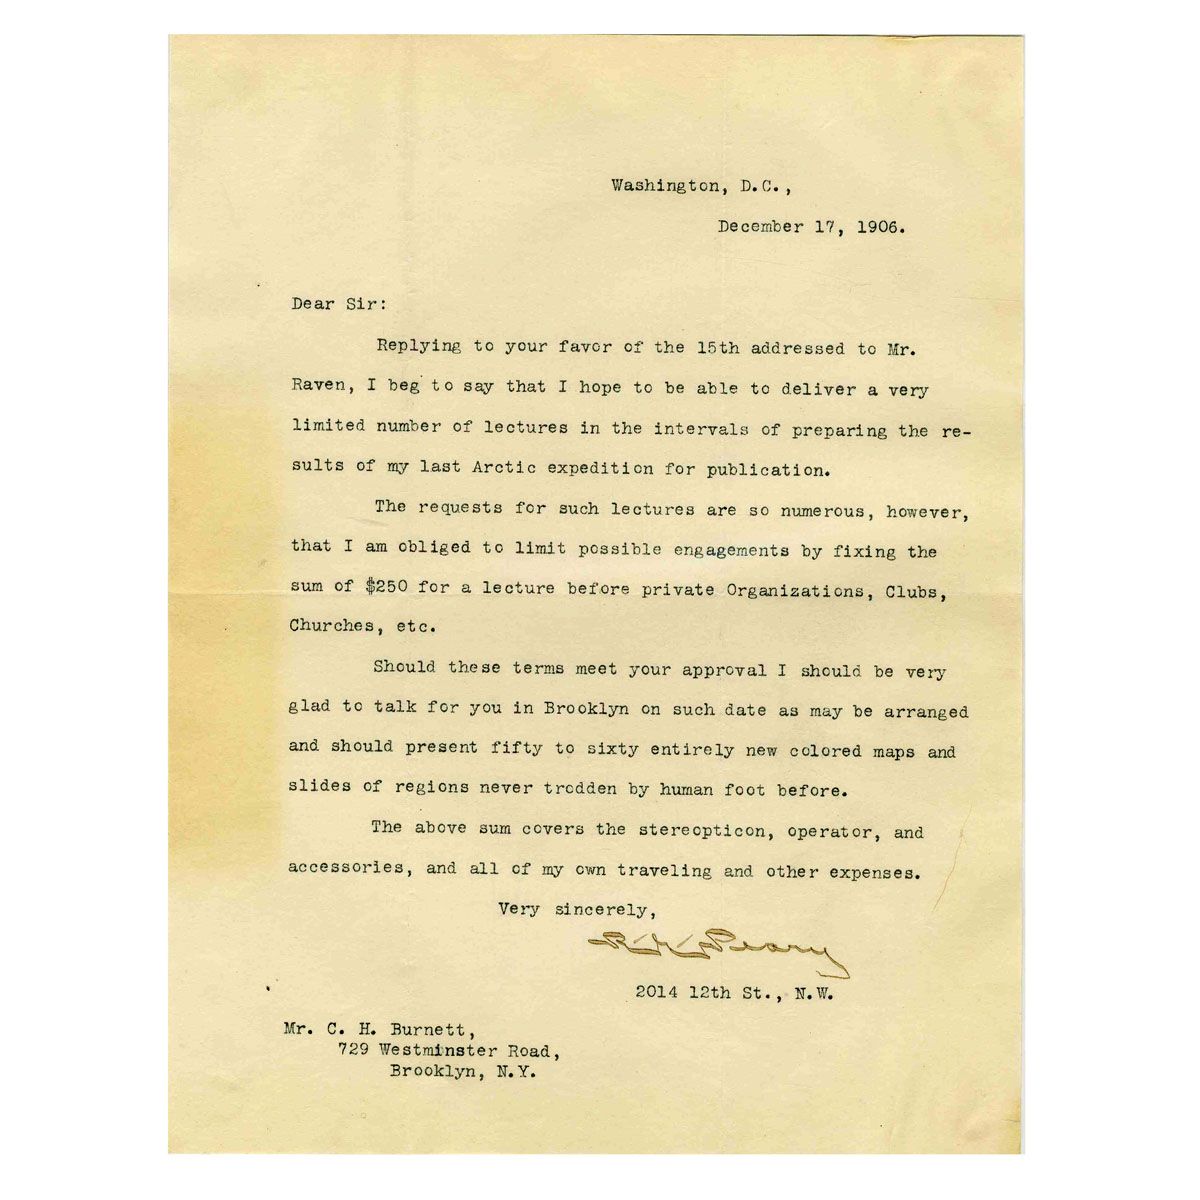 Washington, D.C.,
December 17, 1906.
Dear Sir:
Replying to your favor of the 15th addressed to Mr.
Raven, I beg to say that I hope to be able to deliver a very
limited number of lectures in the intervals of preparing the re-
sults of my last Arctic expedition for publication.
The requests for such lectures are so numerous, however,
that I am obliged to limit possible engagements by fixing the
sum of $250 for a lecture before private Organizations, Clubs,
Churches, etc.
Should these terms meet your approval I should be very
glad to talk for you in Brooklyn on such date as may be arranged
and should present fifty to sixty entirely new colored maps and
slides of regions never trodden by human foot before.
The above sum covers the stereopticon, operator, and
accessories, and all of my own traveling and other expenses.
Very sincerely,
R. E. Peary
2014 12th St., N.W.
Mr. C. H. Burnett,
729 Westminster Road,
Brooklyn, N.Y.